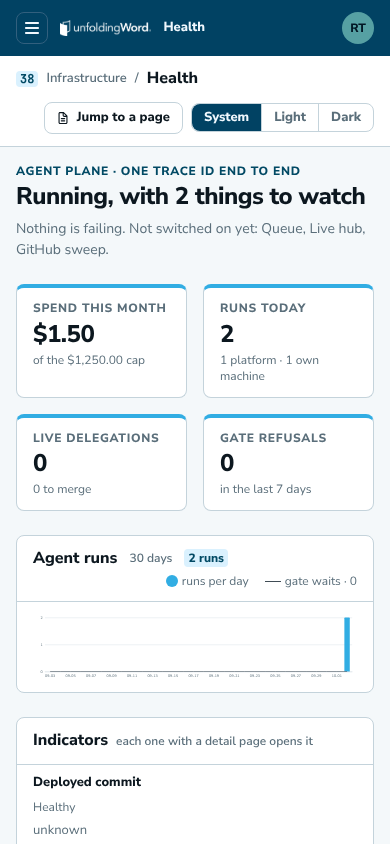 unfoldingWord. Health RT
38 Infrastructure / Health
Jump to a page System Light Dark
AGENT PLANE · ONE TRACE ID END TO END
Running, with 2 things to watch
Nothing is failing. Not switched on yet: Queue, Live hub,
GitHub sweep.
SPEND THIS MONTH
$1.50
of the $1,250.00 cap
RUNS TODAY
2
1 platform · 1 own
machine
LIVE DELEGATIONS
0
0 to merge
GATE REFUSALS
0
in the last 7 days
Agent runs 30 days 2 runs
runs per day gate waits · 0
2
1
0
Indicators each one with a detail page opens it
Deployed commit
Healthy
unknown